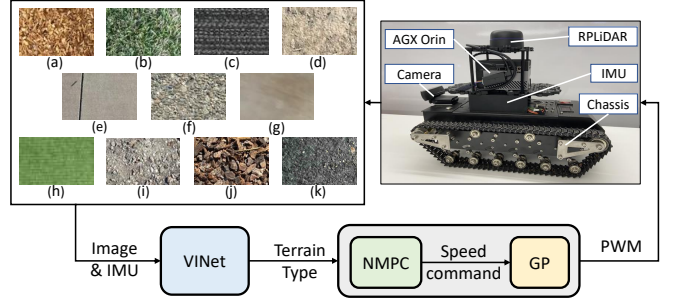 (a)
(b)
(c)
(d)
(e)
(f)
(g)
(h)
(i)
(j)
(k)
AGX Orin
RPLiDAR
Camera
IMU
Chassis
Image
& IMU
VINet
Terrain
Type
NMPC
Speed
command
GP
PWM